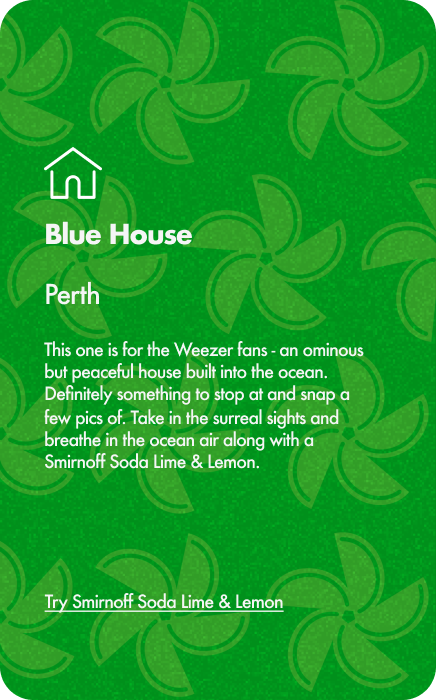 Blue House
Perth
This one is for the Weezer fans - an ominous
but peaceful house built into the ocean.
Definitely something to stop at and snap a
few pics of. Take in the surreal sights and
breathe in the ocean air along with a
Smirnoff Soda Lime & Lemon.
Try Smirnoff Soda Lime & Lemon